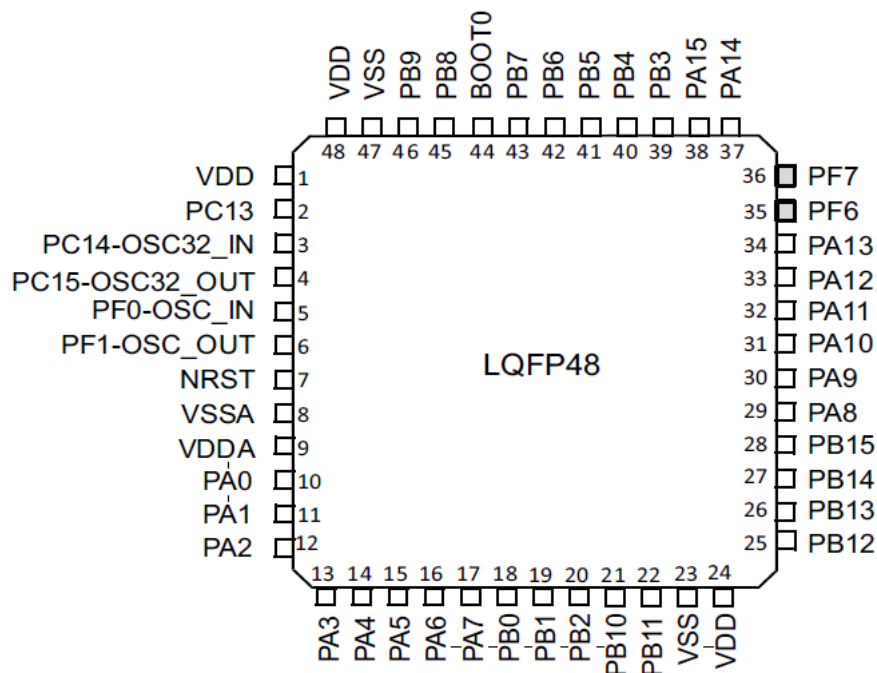 VDD
VSS
PB9
PB8
BOOT0
PB7
PB6
PB5
PB4
PB3
PA15
PA14
48 47 46 45 44 43 42 41 40 39 38 37
VDD 1
PC13 2
PC14-OSC32_IN 3
PC15-OSC32_OUT 4
PF0-OSC_IN 5
PF1-OSC_OUT 6
NRST 7
VSSA 8
VDDA 9
PA0 10
PA1 11
PA2 12
LQFP48
36 PF7
35 PF6
34 PA13
33 PA12
32 PA11
31 PA10
30 PA9
29 PA8
28 PB15
27 PB14
26 PB13
25 PB12
13 14 15 16 17 18 19 20 21 22 23 24
PA3
PA4
PA5
PA6
PA7
PB0
PB1
PB2
PB10
PB11
VSS
VDD